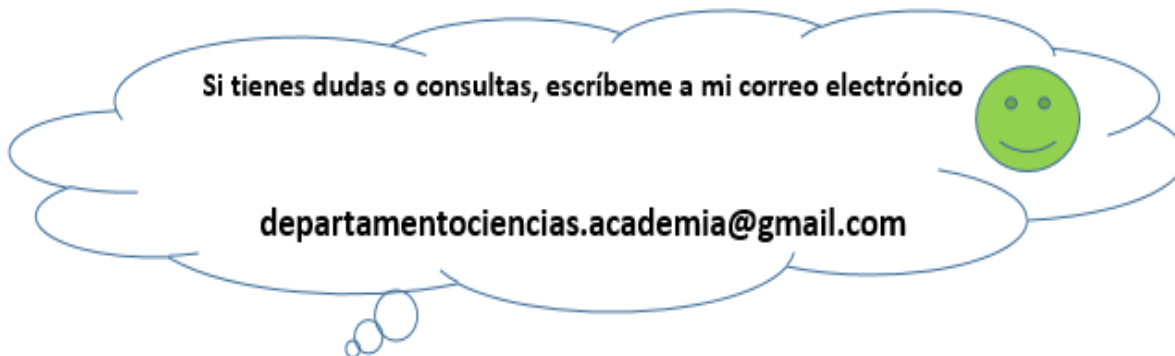 Si tienes dudas o consultas, escríbeme a mi correo electrónico
departamentociencias.academia@gmail.com